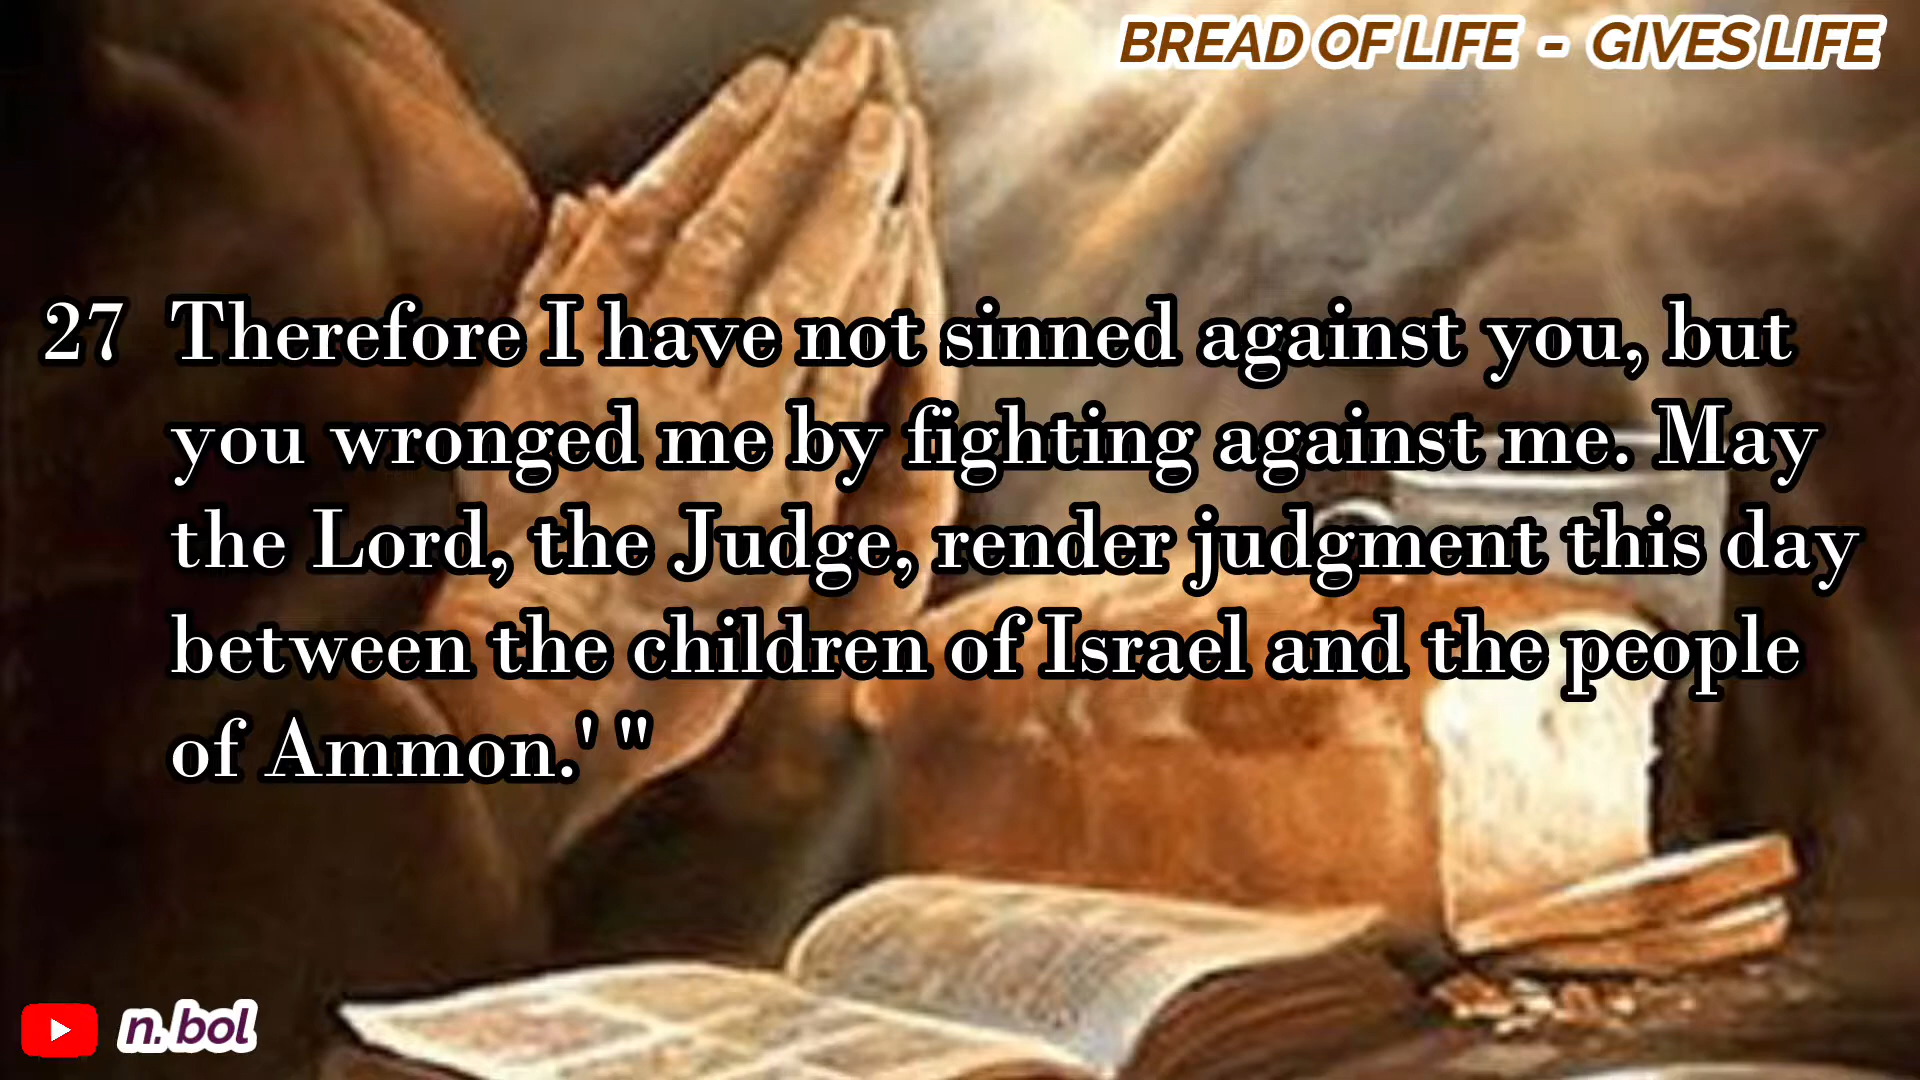 BREAD OF LIFE - GIVES LIFE
27 Therefore I have not sinned against you, but
you wronged me by fighting against me. May
the Lord, the Judge, render judgment this day
between the children of Israel and the people
of Ammon.' "
n. bol